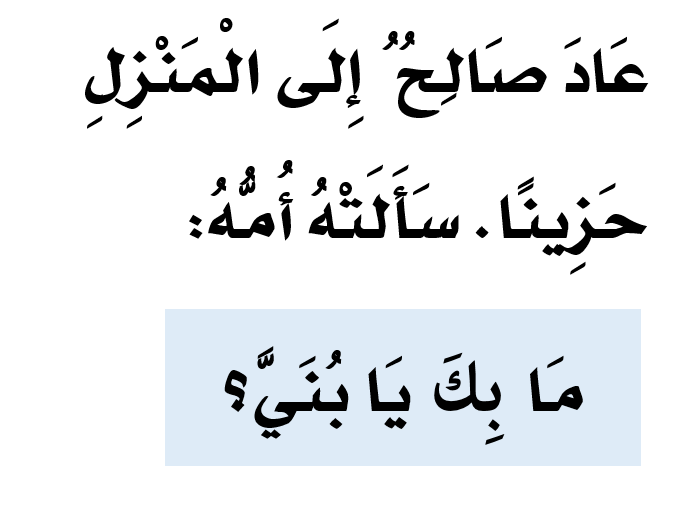 عَادَ صَالِحٌ إِلَى الْمَنْزِلِ
حَزِينًا. سَأَلَتْهُ أُمُّهُ:
مَا بِكَ يَا بُنَيَّ؟